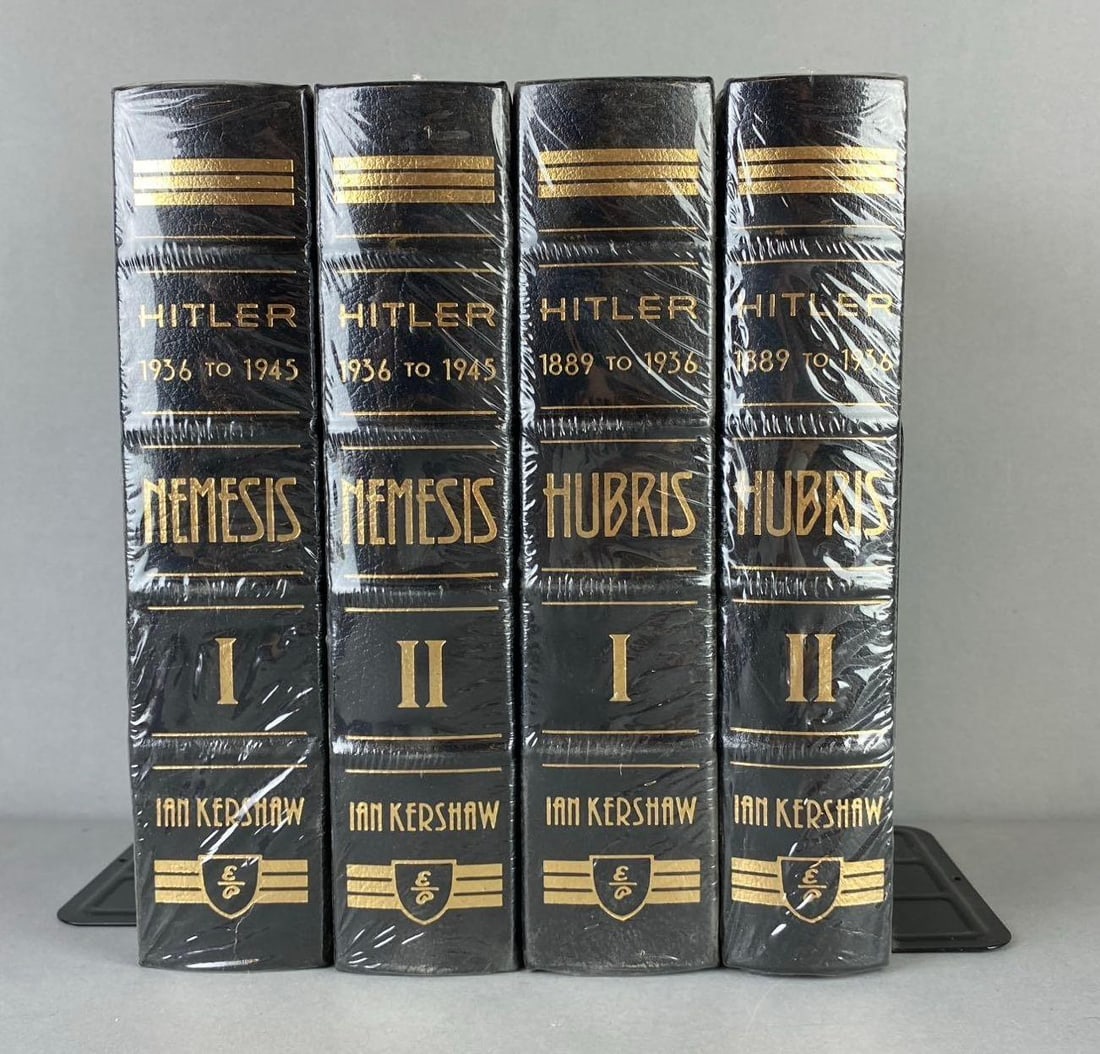 HITLER
1936 TO 1945
NEMESIS
I
IAN KERSHAW
E
P
HITLER
1936 TO 1945
NEMESIS
II
IAN KERSHAW
E
P
HITLER
1889 TO 1936
HUBRIS
I
IAN KERSHAW
E
P
HITLER
1889 TO 1936
HUBRIS
II
IAN KERSHAW
E
P